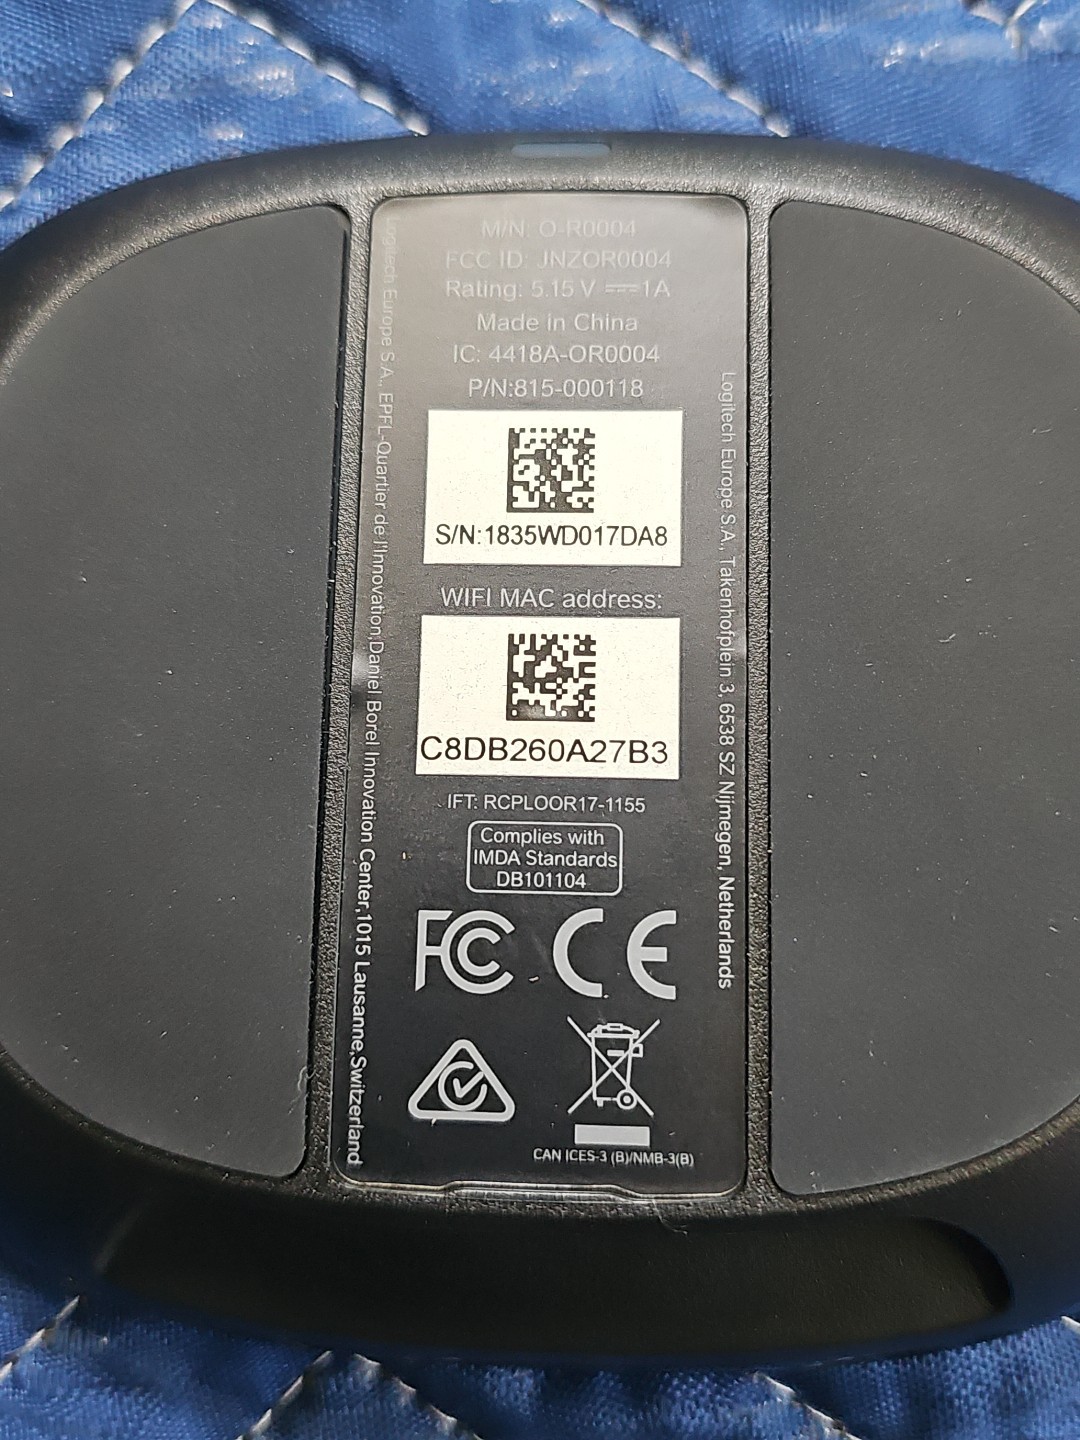 M/N: O-R0004
FCC ID: JNZOR0004
Rating: 5.15 V ⎓ 1A
Made in China
IC: 4418A-OR0004
P/N:815-000118
S/N:1835WD017DA8
WIFI MAC address:
C8DB260A27B3
IFT: RCPLOOR17-1155
Complies with
IMDA Standards
DB101104
FC CE
CAN ICES-3 (B)/NMB-3(B)
Logitech Europe S.A., EPFL-Quartier de l'Innovation,Daniel Borel Innovation Center,1015 Lausanne,Switzerland
Logitech Europe S.A., Takenhofplein 3, 6538 SZ Nijmegen, Netherlands